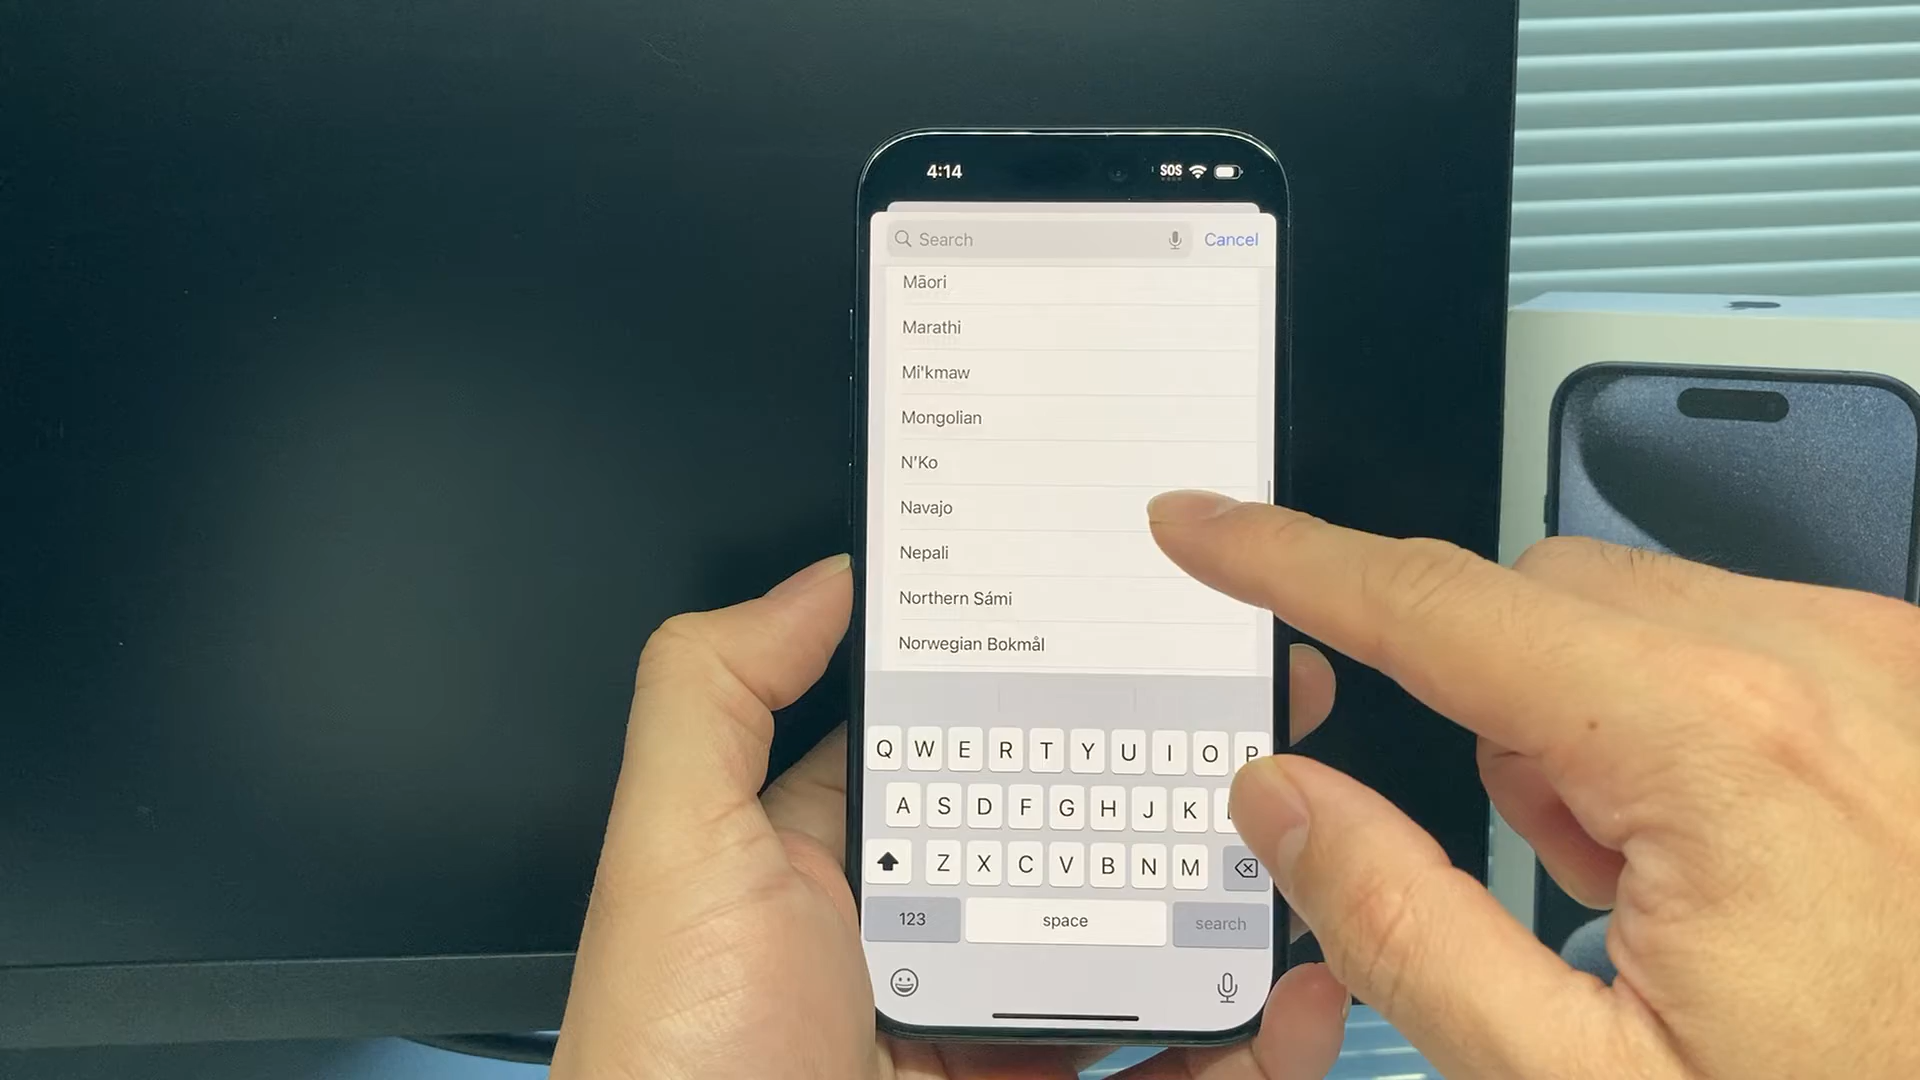 4:14 SOS
Search Cancel
Māori
Marathi
Mi'kmaw
Mongolian
N'Ko
Navajo
Nepali
Northern Sámi
Norwegian Bokmål
Q W E R T Y U I O P
A S D F G H J K
Z X C V B N M
123 space search